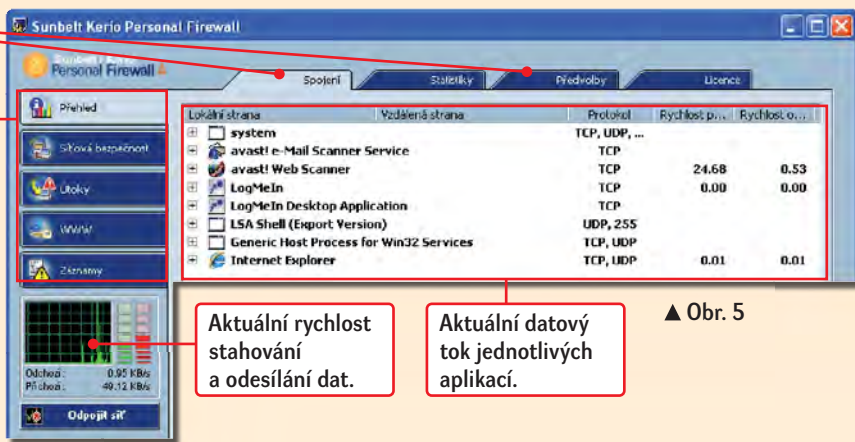 Sunbelt Kerio Personal Firewall
Personal Firewall
Spojení
Statistiky
Předvolby
Licence
Přehled
Síťová bezpečnost
Útoky
WWW
Záznamy
Lokální strana Vzdálená strana Protokol Rychlost p... Rychlost o...
system TCP, UDP, ...
avast! e-Mail Scanner Service TCP
avast! Web Scanner TCP 24.68 0.53
LogMeIn TCP 0.00 0.00
LogMeIn Desktop Application TCP
LSA Shell (Export Version) UDP, 255
Generic Host Process for Win32 Services TCP, UDP
Internet Explorer TCP, UDP 0.01 0.01
Odchozí: 0.95 KB/s
Příchozí: 49.12 KB/s
Odpojit síť
Aktuální rychlost
stahování
a odesílání dat.
Aktuální datový
tok jednotlivých
aplikací.
▲ Obr. 5